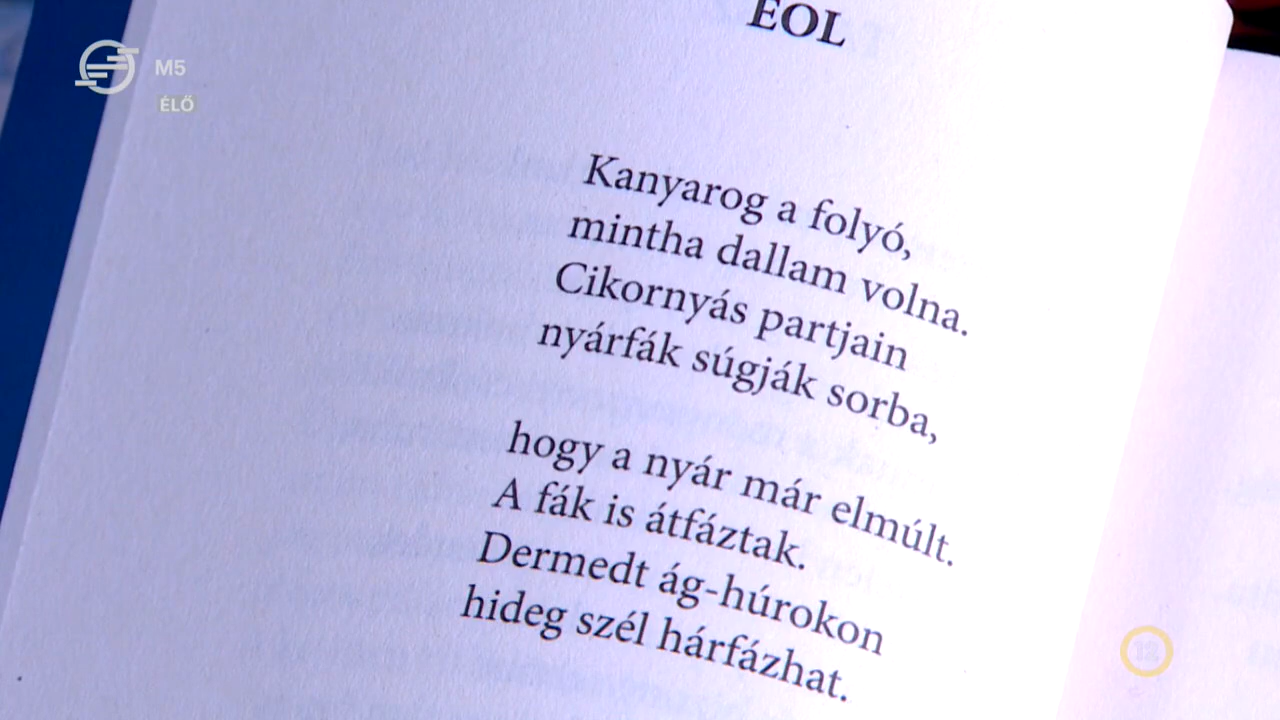 M5
ÉLŐ
EOL
Kanyarog a folyó,
mintha dallam volna.
Cikornyás partjain
nyárfák súgják sorba,
hogy a nyár már elmúlt.
A fák is átfáztak.
Dermedt ág-húrokon
hideg szél hárfázhat.
12